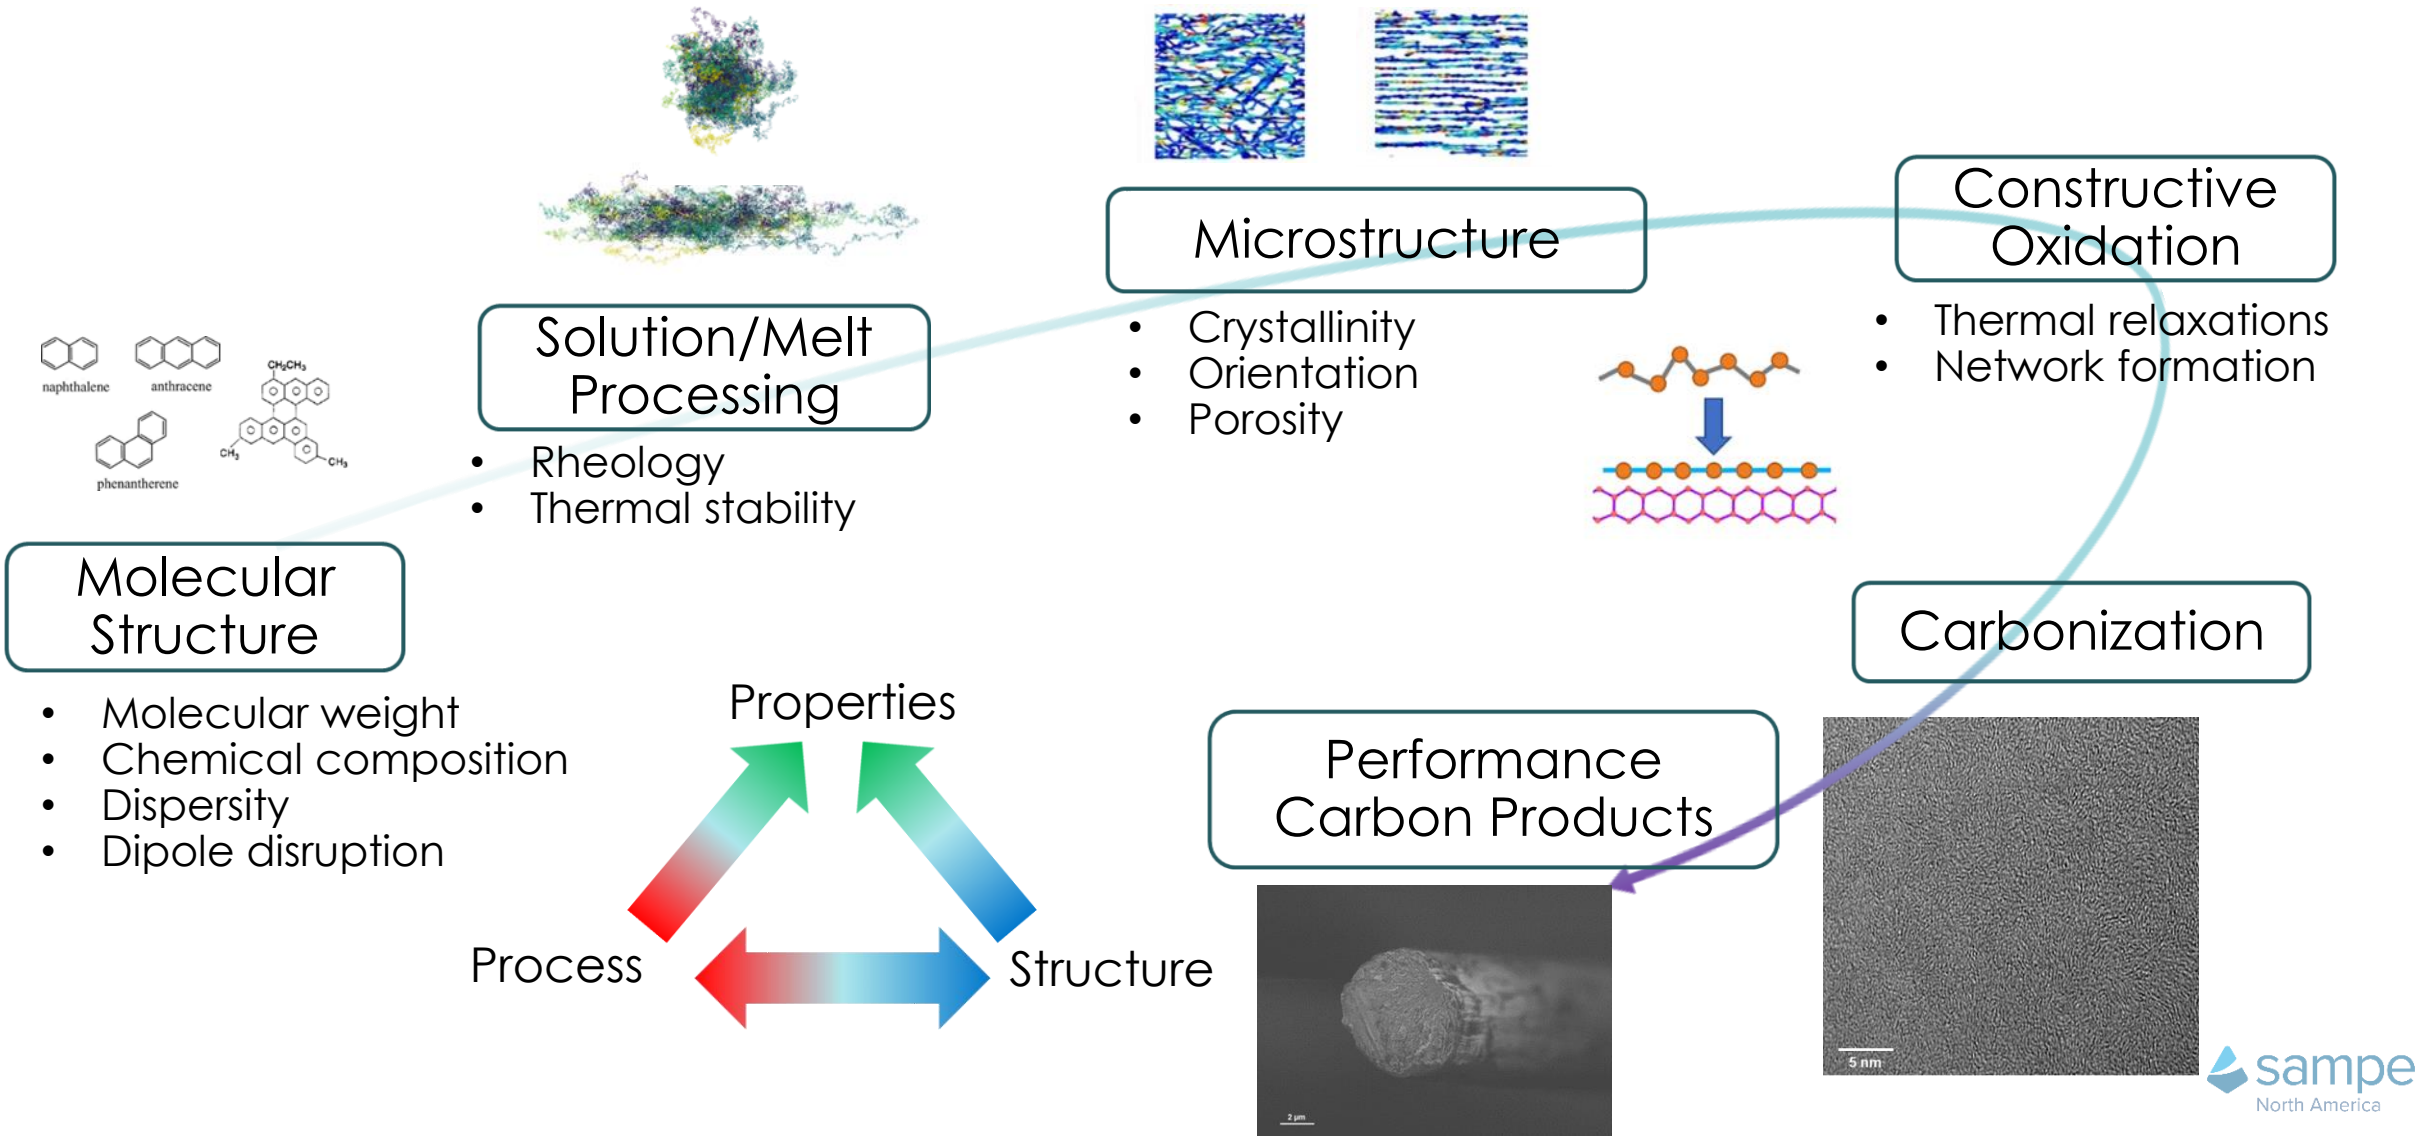 naphthalene
anthracene
phenantherene
CH₂CH₃
CH₃
CH₃
Molecular
Structure
• Molecular weight
• Chemical composition
• Dispersity
• Dipole disruption
Solution/Melt
Processing
• Rheology
• Thermal stability
Microstructure
• Crystallinity
• Orientation
• Porosity
Constructive
Oxidation
• Thermal relaxations
• Network formation
Carbonization
5 nm
Performance
Carbon Products
2 µm
Properties
Process
Structure
sampe
North America